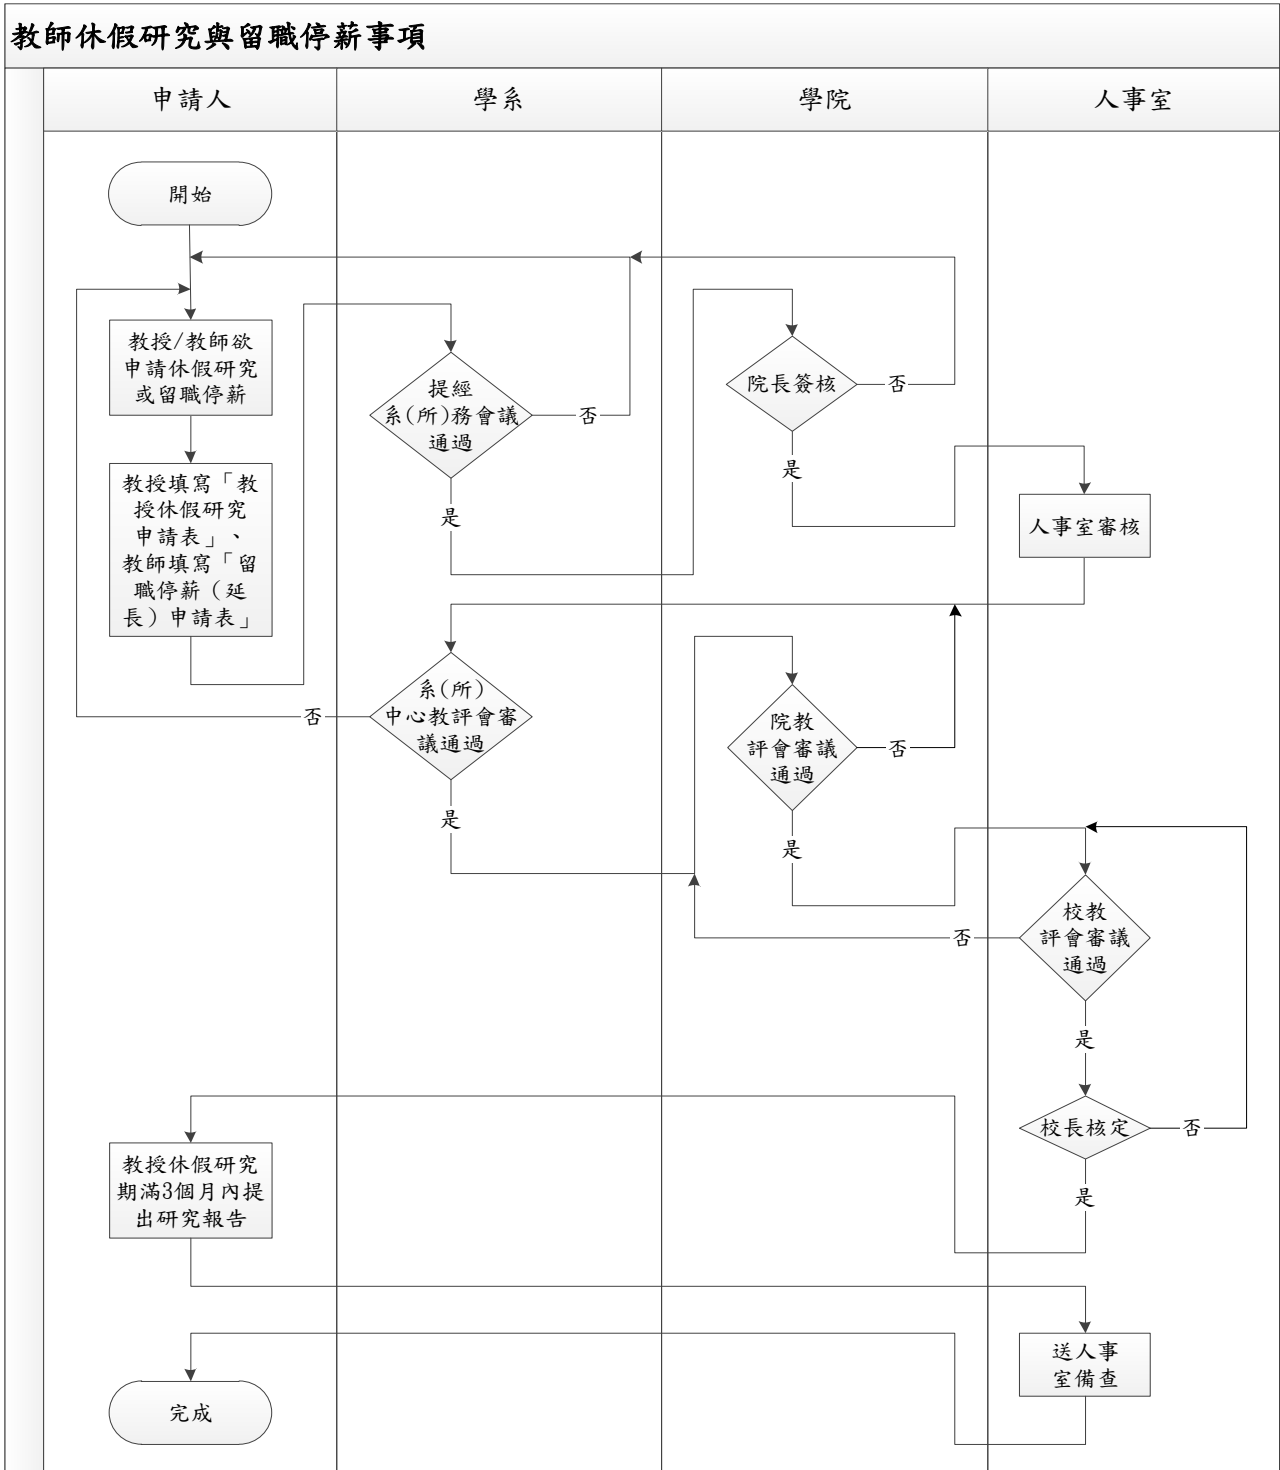 教師休假研究與留職停薪事項
申請人
學系
學院
人事室
開始
教授/教師欲
申請休假研究
或留職停薪
教授填寫「教
授休假研究
申請表」、
教師填寫「留
職停薪（延
長）申請表」
提經
系(所)務會議
通過
否
是
院長簽核
否
是
人事室審核
系(所)
中心教評會審
議通過
否
是
院教
評會審議
通過
否
是
校教
評會審議
通過
否
是
校長核定
否
是
教授休假研究
期滿3個月內提
出研究報告
送人事
室備查
完成